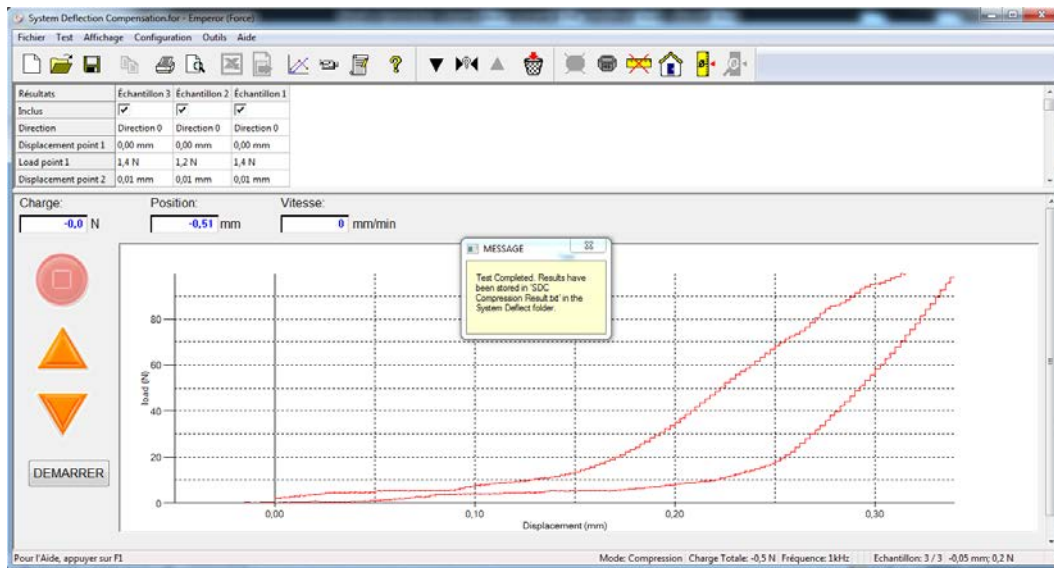 System Deflection Compensation.for - Emperor (Force)
Fichier Test Affichage Configuration Outils Aide
Résultats Échantillon 3 Échantillon 2 Échantillon 1
Inclus
Direction Direction 0 Direction 0 Direction 0
Displacement point 1 0,00 mm 0,00 mm 0,00 mm
Load point 1 1,4 N 1,2 N 1,4 N
Displacement point 2 0,01 mm 0,01 mm 0,01 mm
Charge: Position: Vitesse:
-0,0 N -0,51 mm 0 mm/min
MESSAGE
Test Completed. Results have
been stored in 'SDC
Compression Result.txt' in the
System Deflect folder.
80
60
load (N)
40
20
DEMARRER
0
0,00 0,10 0,20 0,30
Displacement (mm)
Pour l'Aide, appuyer sur F1 Mode: Compression Charge Totale: -0,5 N Fréquence: 1kHz Echantillon: 3 / 3 -0,05 mm; 0,2 N